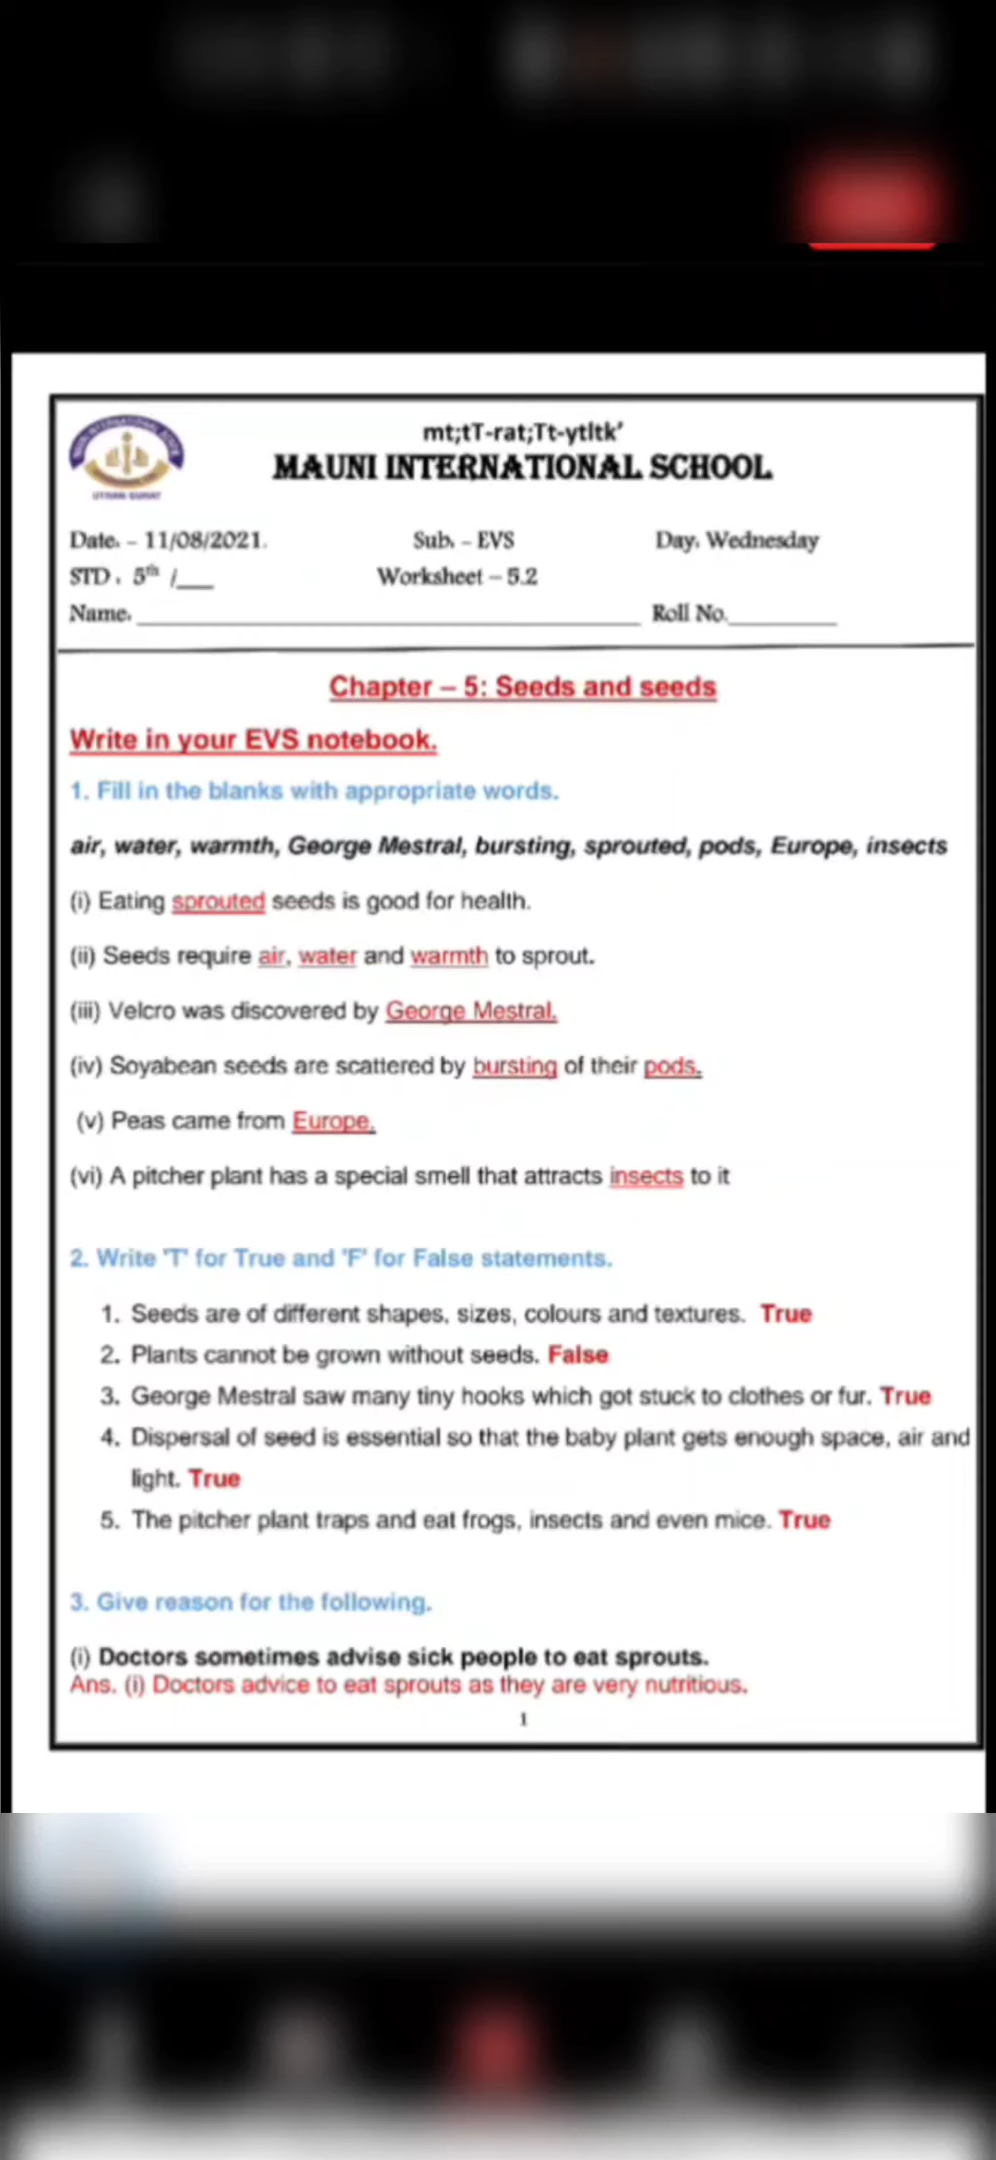 mt;tT-rat;Tt-ytltk’
MAUNI INTERNATIONAL SCHOOL
Date. - 11/08/2021. Sub. - EVS Day. Wednesday
STD . 5th /___ Worksheet - 5.2
Name. ______________________ Roll No.________
Chapter – 5: Seeds and seeds
Write in your EVS notebook.
1. Fill in the blanks with appropriate words.
air, water, warmth, George Mestral, bursting, sprouted, pods, Europe, insects
(i) Eating sprouted seeds is good for health.
(ii) Seeds require air, water and warmth to sprout.
(iii) Velcro was discovered by George Mestral.
(iv) Soyabean seeds are scattered by bursting of their pods.
(v) Peas came from Europe.
(vi) A pitcher plant has a special smell that attracts insects to it
2. Write 'T' for True and 'F' for False statements.
1. Seeds are of different shapes, sizes, colours and textures. True
2. Plants cannot be grown without seeds. False
3. George Mestral saw many tiny hooks which got stuck to clothes or fur. True
4. Dispersal of seed is essential so that the baby plant gets enough space, air and
light. True
5. The pitcher plant traps and eat frogs, insects and even mice. True
3. Give reason for the following.
(i) Doctors sometimes advise sick people to eat sprouts.
Ans. (i) Doctors advice to eat sprouts as they are very nutritious.
1